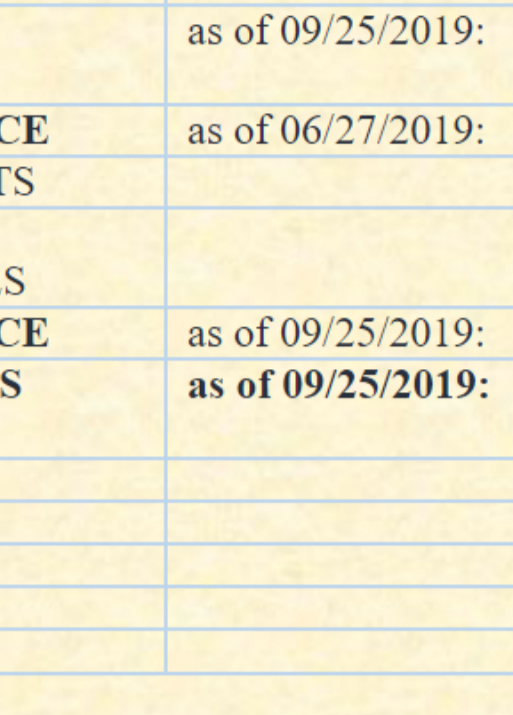 as of 09/25/2019:
CE as of 06/27/2019:
TS
ES
CE as of 09/25/2019:
S as of 09/25/2019: